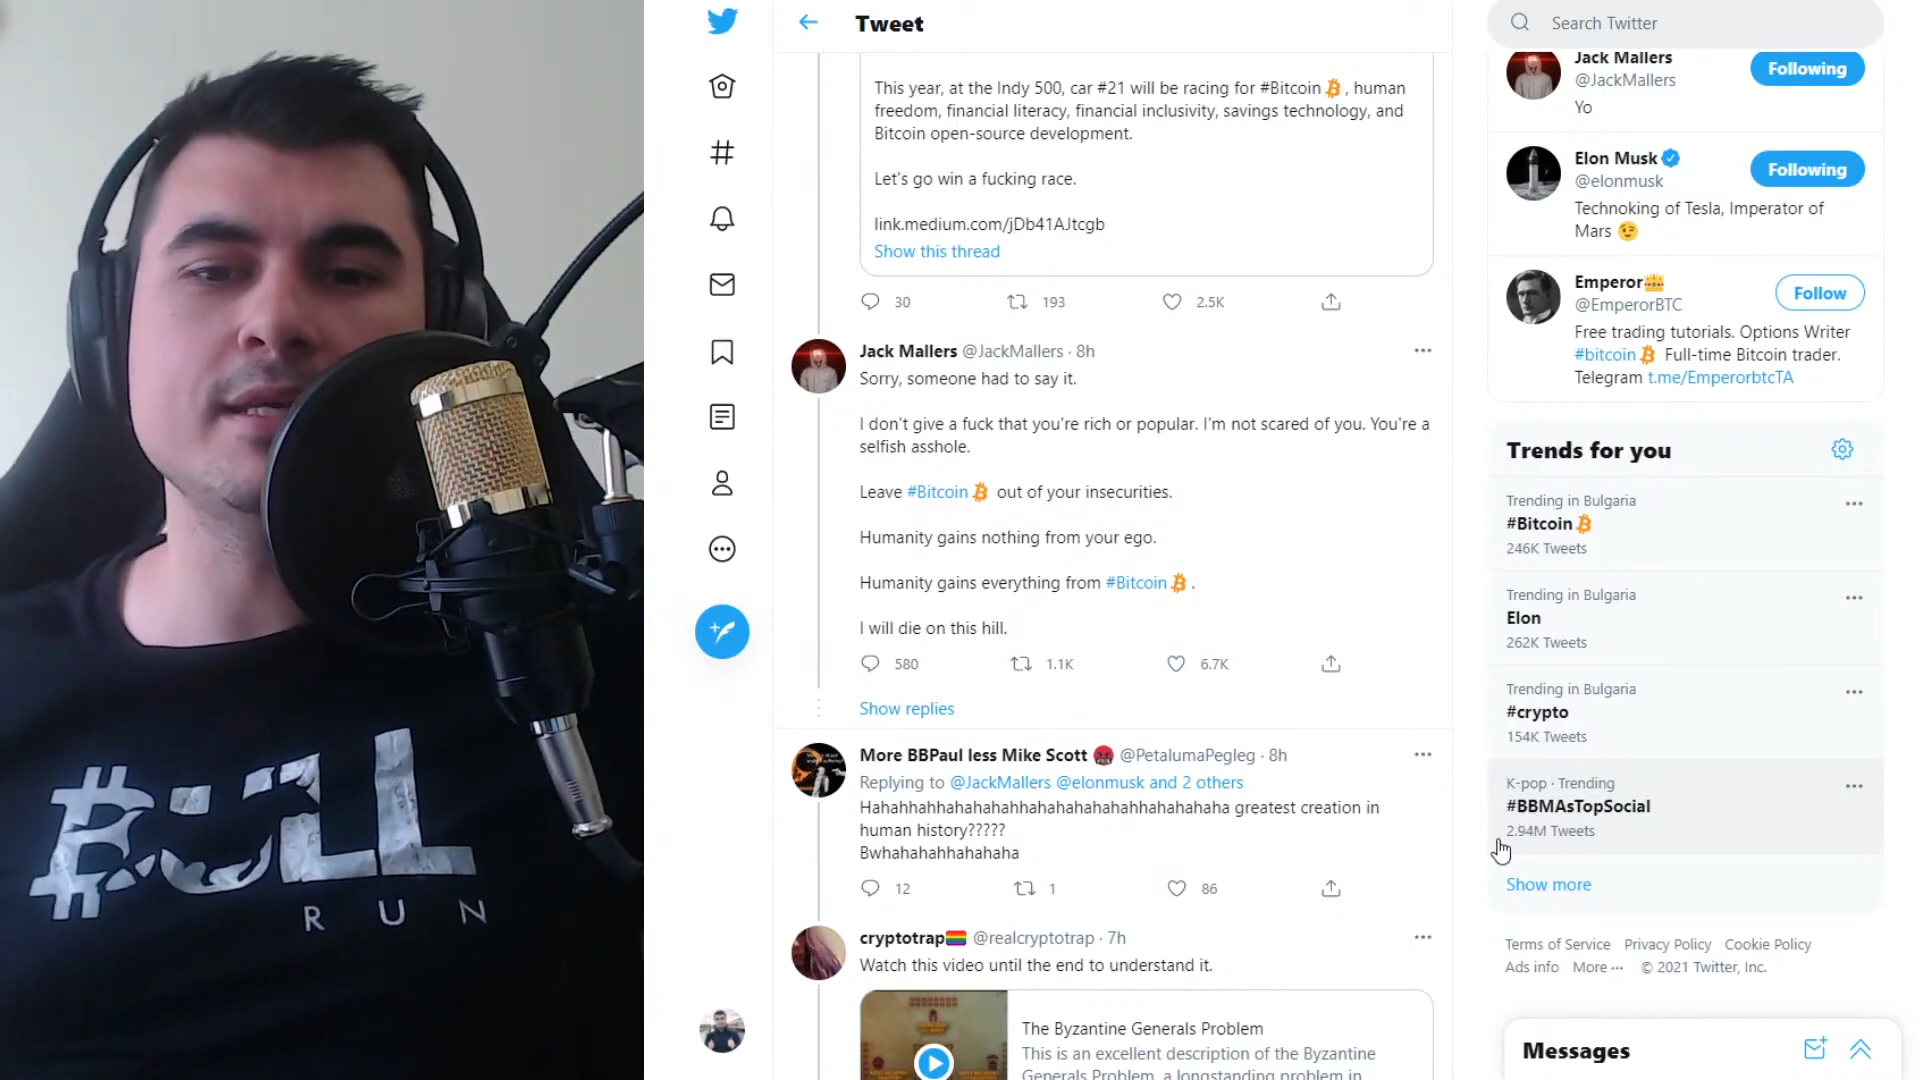 BULL
RUN
Tweet
This year, at the Indy 500, car #21 will be racing for #Bitcoin, human
freedom, financial literacy, financial inclusivity, savings technology, and
Bitcoin open-source development.
Let's go win a fucking race.
link.medium.com/jDb41AJtcgb
Show this thread
30 193 2.5K
Jack Mallers @JackMallers · 8h
Sorry, someone had to say it.
I don't give a fuck that you're rich or popular. I'm not scared of you. You're a
selfish asshole.
Leave #Bitcoin out of your insecurities.
Humanity gains nothing from your ego.
Humanity gains everything from #Bitcoin .
I will die on this hill.
580 1.1K 6.7K
Show replies
More BBPaul less Mike Scott @PetalumaPegleg · 8h
Replying to @JackMallers @elonmusk and 2 others
Hahahhahhahahahahhahahahahahahhahahahaha greatest creation in
human history?????
Bwhahahahhahahaha
12 1 86
cryptotrap @realcryptotrap · 7h
Watch this video until the end to understand it.
The Byzantine Generals Problem
This is an excellent description of the Byzantine
Generals Problem, a longstanding problem in
Search Twitter
Jack Mallers
@JackMallers
Following
Yo
Elon Musk
@elonmusk
Following
Technoking of Tesla, Imperator of
Mars 😉
Emperor
@EmperorBTC
Follow
Free trading tutorials. Options Writer
#bitcoin Full-time Bitcoin trader.
Telegram t.me/EmperorbtcTA
Trends for you
Trending in Bulgaria
#Bitcoin
246K Tweets
Trending in Bulgaria
Elon
262K Tweets
Trending in Bulgaria
#crypto
154K Tweets
K-pop · Trending
#BBMAsTopSocial
2.94M Tweets
Show more
Terms of Service Privacy Policy Cookie Policy
Ads info More ··· © 2021 Twitter, Inc.
Messages